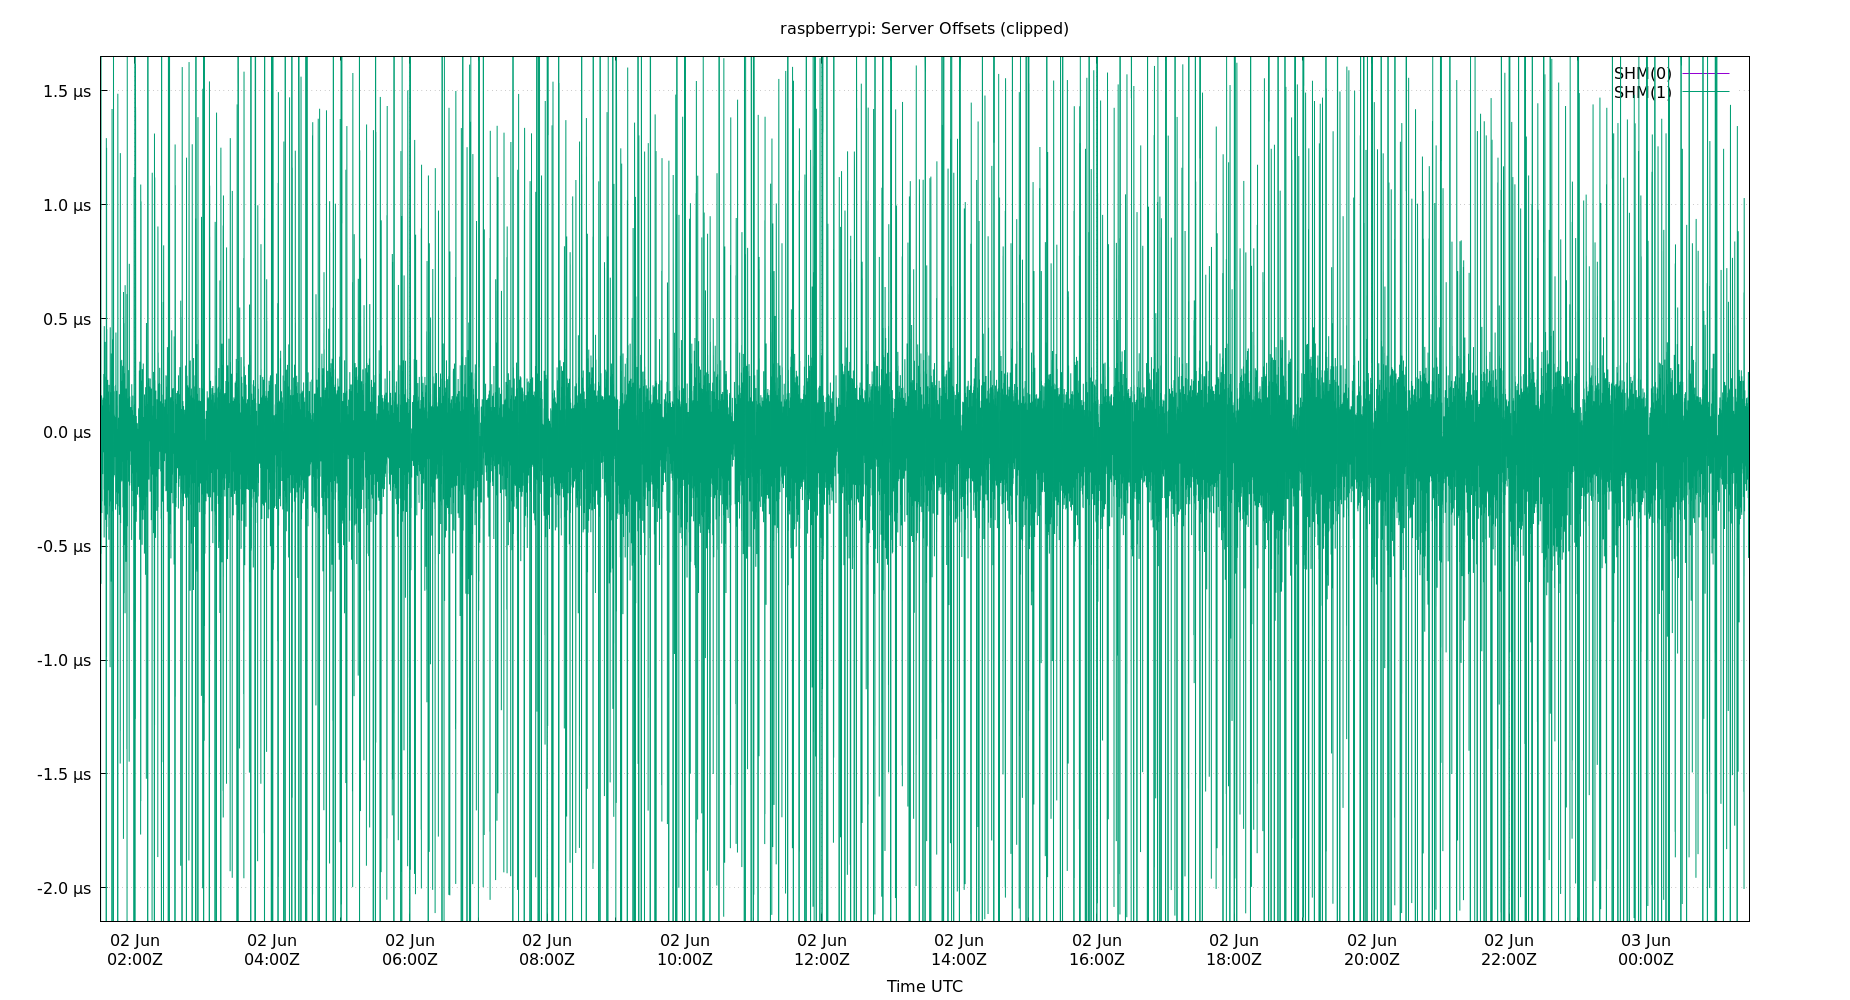 raspberrypi: Server Offsets (clipped)
SHM(0)
SHM(1)
1.5 µs
1.0 µs
0.5 µs
0.0 µs
-0.5 µs
-1.0 µs
-1.5 µs
-2.0 µs
02 Jun 02 Jun 02 Jun 02 Jun 02 Jun 02 Jun 02 Jun 02 Jun 02 Jun 02 Jun 02 Jun 03 Jun
02:00Z 04:00Z 06:00Z 08:00Z 10:00Z 12:00Z 14:00Z 16:00Z 18:00Z 20:00Z 22:00Z 00:00Z
Time UTC